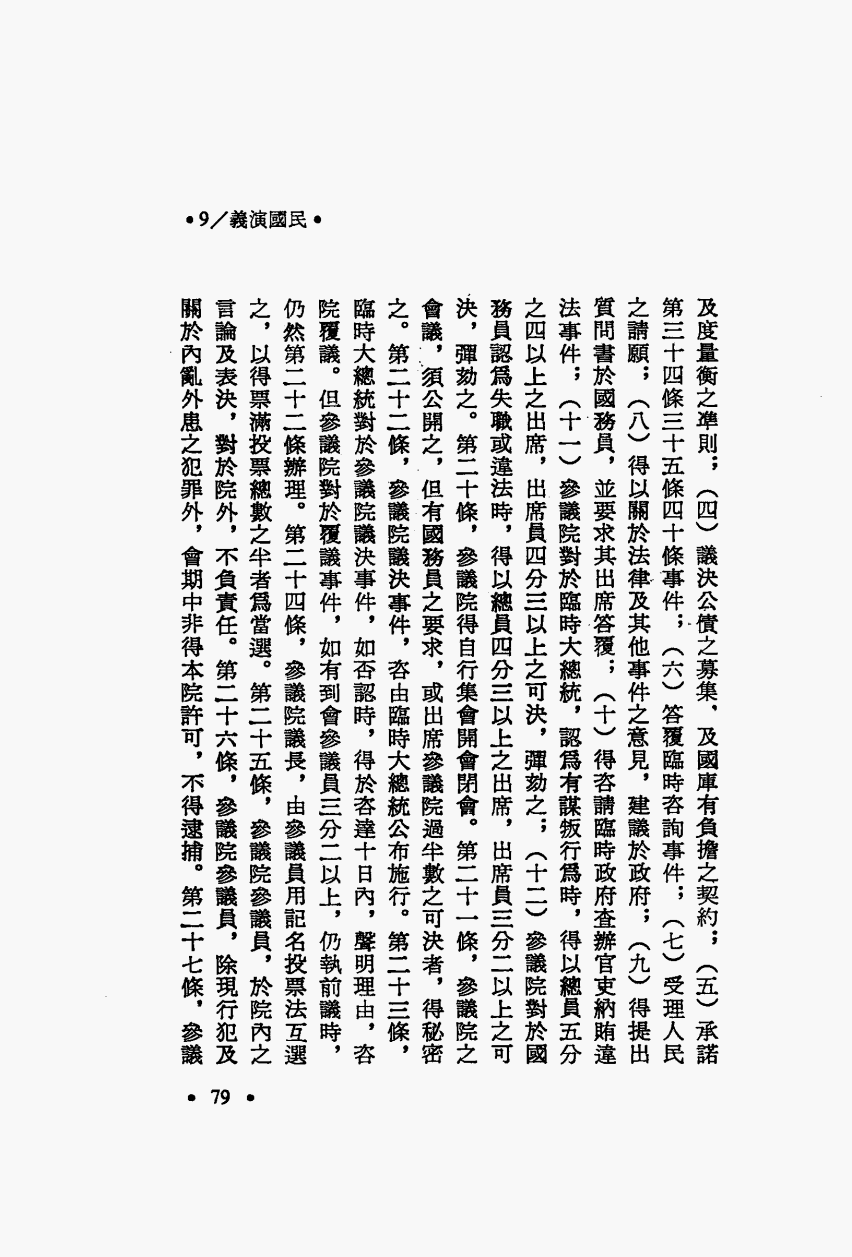 •9／義演國民•
及度量衡之準則；（四）議決公債之募集、及國庫有負擔之契約；（五）承諾
第三十四條三十五條四十條事件；（六）答覆臨時咨詢事件；（七）受理人民
之請願；（八）得以關於法律及其他事件之意見，建議於政府；（九）得提出
質問書於國務員，並要求其出席答覆；（十）得咨請臨時政府查辦官吏納賄違
法事件；（十一）參議院對於臨時大總統，認爲有謀叛行爲時，得以總員五分
之四以上之出席，出席員四分三以上之可決，彈劾之；（十二）參議院對於國
務員認爲失職或違法時，得以總員四分三以上之出席，出席員三分二以上之可
決，彈劾之。第二十條，參議院得自行集會開會閉會。第二十一條，參議院之
會議，須公開之，但有國務員之要求，或出席參議院過半數之可決者，得秘密
之。第二十二條，參議院議決事件，咨由臨時大總統公布施行。第二十三條，
臨時大總統對於參議院議決事件，如否認時，得於咨達十日內，聲明理由，咨
院覆議。但參議院對於覆議事件，如有到會參議員三分二以上，仍執前議時，
仍然第二十二條辦理。第二十四條，參議院議長，由參議員用記名投票法互選
之，以得票滿投票總數之半者爲當選。第二十五條，參議院參議員，於院內之
言論及表決，對於院外，不負責任。第二十六條，參議院參議員，除現行犯及
關於內亂外患之犯罪外，會期中非得本院許可，不得逮捕。第二十七條，參議
• 79 •